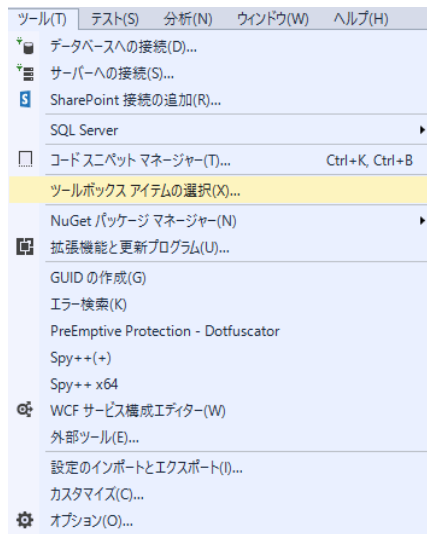 ツール(T) テスト(S) 分析(N) ウィンドウ(W) ヘルプ(H)
データベースへの接続(D)...
サーバーへの接続(S)...
SharePoint 接続の追加(R)...
SQL Server
コード スニペット マネージャー(T)... Ctrl+K, Ctrl+B
ツールボックス アイテムの選択(X)...
NuGet パッケージ マネージャー(N)
拡張機能と更新プログラム(U)...
GUID の作成(G)
エラー検索(K)
PreEmptive Protection - Dotfuscator
Spy++(+)
Spy++ x64
WCF サービス構成エディター(W)
外部ツール(E)...
設定のインポートとエクスポート(I)...
カスタマイズ(C)...
オプション(O)...